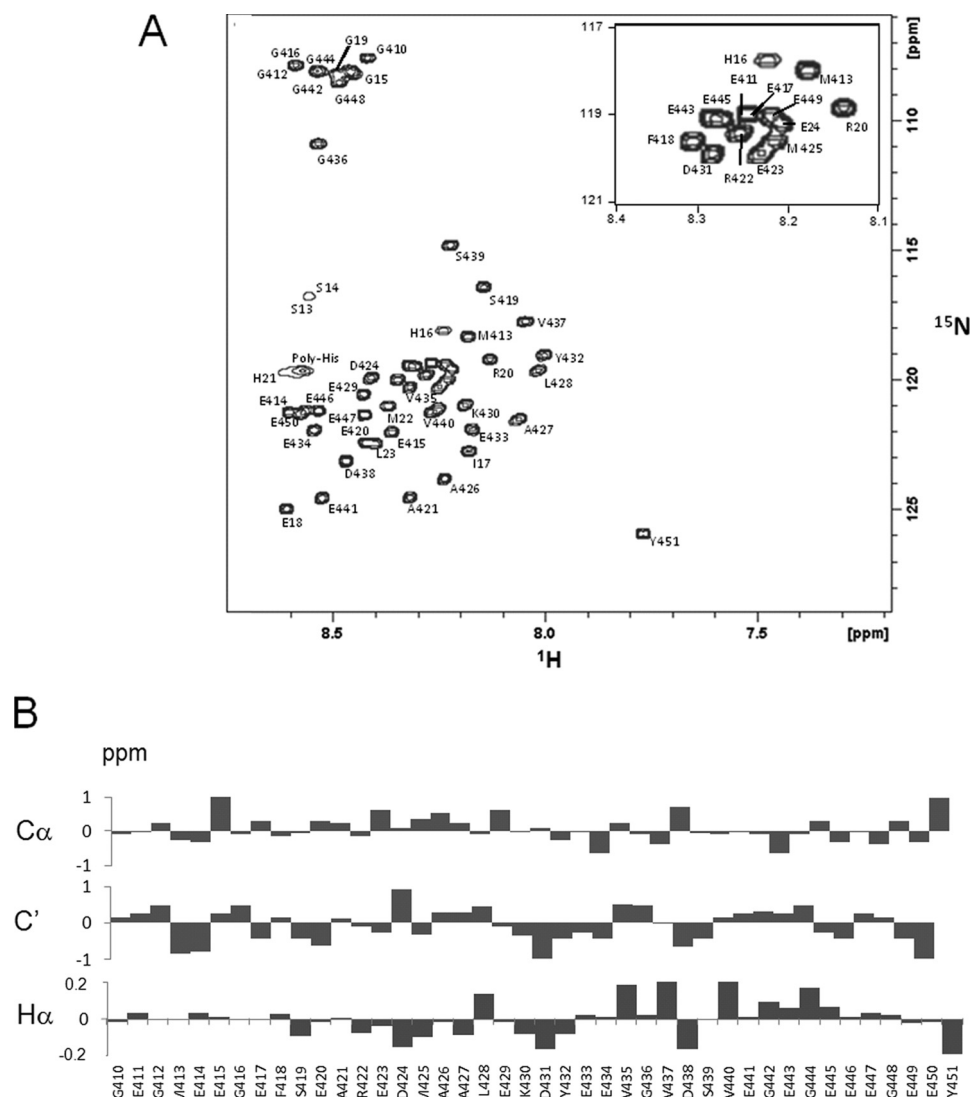 A
G19
G416
G444
G410
G412
G15
G442
G448
G436
[ppm]
110
115
120
125
15N
117
119
121
H16
E411
M413
E417
E443
E445
E449
E24
R20
F418
M425
D431
E423
R422
8.4
8.3
8.2
8.1
S439
S14
S13
S419
H16
V437
M413
Poly-His
D424
Y432
R20
H21
L428
E429
V435
E414
E446
K430
E450
E447
M22
V440
A427
E434
E420
E415
E433
L23
I17
D438
A426
E441
A421
E18
Y451
8.5
8.0
7.5
[ppm]
1H
B
ppm
Cα
1
0
-1
C’
1
0
-1
Hα
0.2
0
-0.2
G410
E411
G412
M413
E414
E415
G416
E417
F418
S419
E420
A421
R422
E423
D424
M425
A426
A427
L428
E429
K430
D431
Y432
E433
E434
V435
G436
V437
D438
S439
V440
E441
G442
E443
G444
E445
E446
E447
G448
E449
E450
Y451